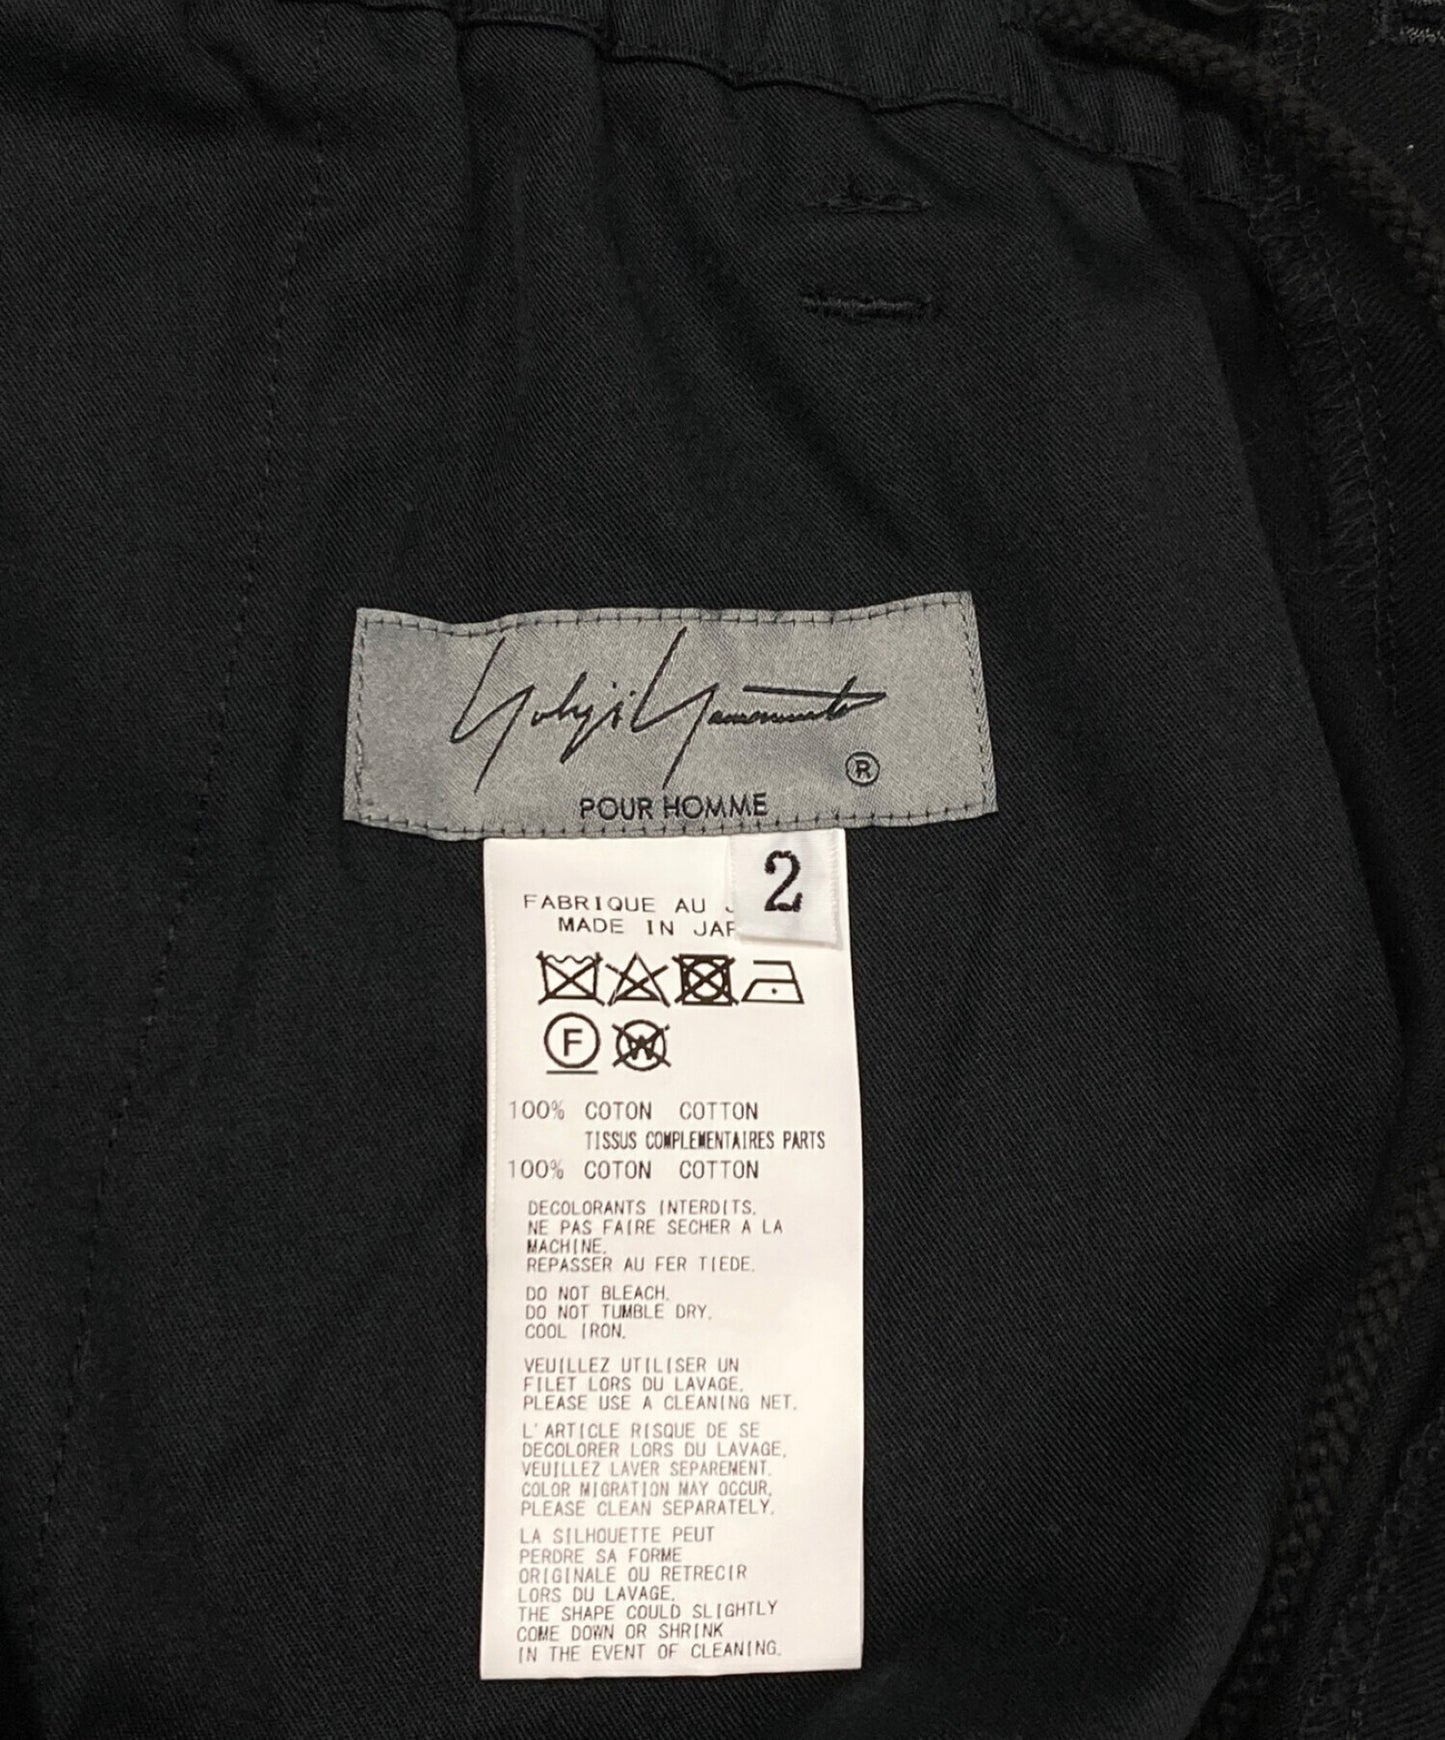 Yohji Yamamoto
®
POUR HOMME
2
FABRIQUE AU
MADE IN
F
W
100% COTON COTTON
TISSUS COMPLEMENTAIRES PARTS
100% COTON COTTON
DECOLORANTS INTERDITS.
NE PAS FAIRE SECHER A LA
MACHINE.
REPASSER AU FER TIEDE.
DO NOT BLEACH.
DO NOT TUMBLE DRY.
COOL IRON.
VEUILLEZ UTILISER UN
FILET LORS DU LAVAGE.
PLEASE USE A CLEANING NET.
L'ARTICLE RISQUE DE SE
DECOLORER LORS DU LAVAGE.
VEUILLEZ LAVER SEPAREMENT.
COLOR MIGRATION MAY OCCUR.
PLEASE CLEAN SEPARATELY.
LA SILHOUETTE PEUT
PERDRE SA FORME
ORIGINALE OU RETRECIR
LORS DU LAVAGE.
THE SHAPE COULD SLIGHTLY
COME DOWN OR SHRINK
IN THE EVENT OF CLEANING.